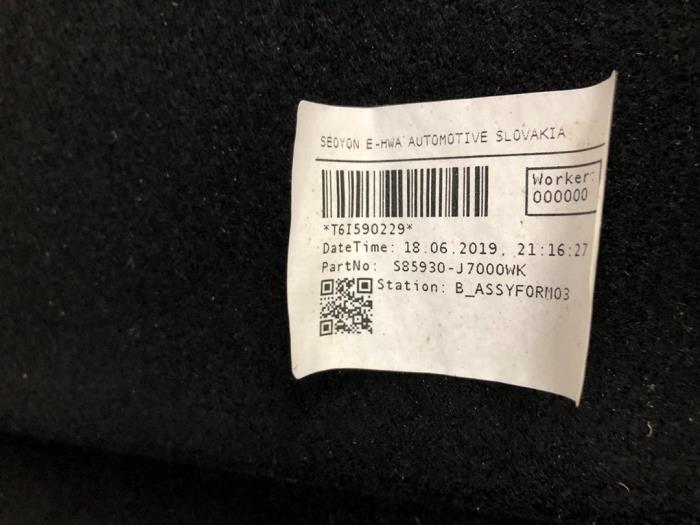 SEOYON E-HWA AUTOMOTIVE SLOVAKIA
Worker:
000000
*T6I590229*
DateTime: 18.06.2019, 21:16:27
PartNo: S85930-J7000WK
Station: B_ASSYFORM03